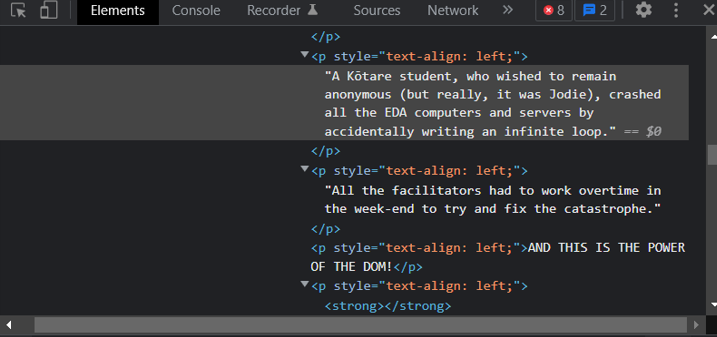 Elements Console Recorder Sources Network » 8 2
</p>
<p style="text-align: left;">
"A Kōtare student, who wished to remain
anonymous (but really, it was Jodie), crashed
all the EDA computers and servers by
accidentally writing an infinite loop." == $0
</p>
<p style="text-align: left;">
"All the facilitators had to work overtime in
the week-end to try and fix the catastrophe."
</p>
<p style="text-align: left;">AND THIS IS THE POWER
OF THE DOM!</p>
<p style="text-align: left;">
<strong></strong>